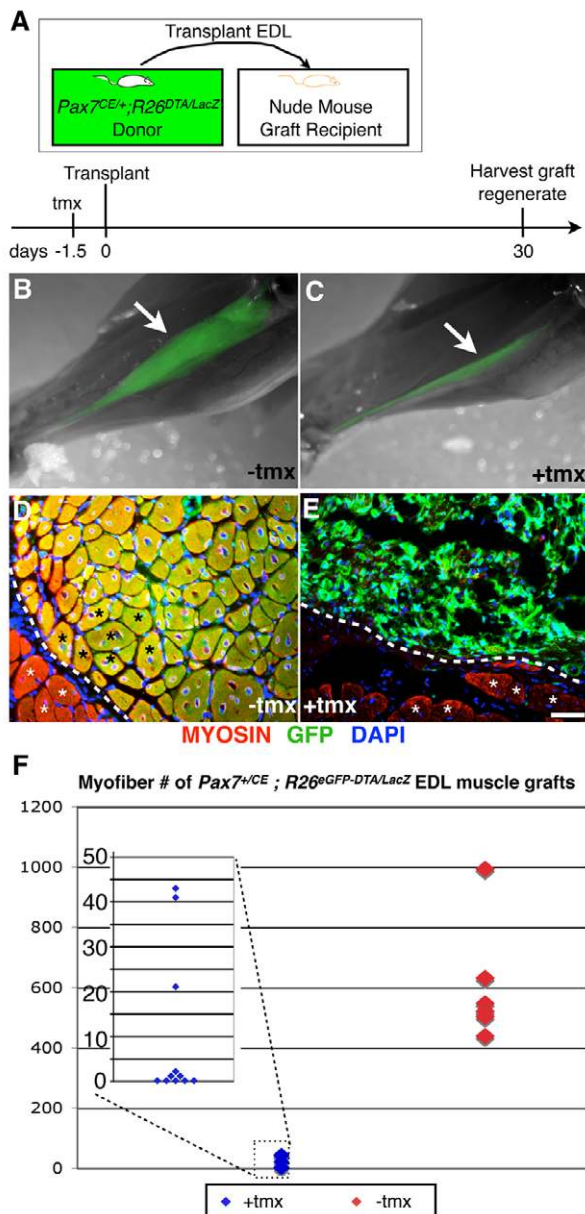 A
Transplant EDL
Pax7CE/+;R26DTA/LacZ
Donor
Nude Mouse
Graft Recipient
Transplant
tmx
Harvest graft
regenerate
days -1.5 0 30
B
-tmx
C
+tmx
D
* * * * * * * *
* * *
-tmx
E
* * * * *
+tmx
MYOSIN GFP DAPI
F
Myofiber # of Pax7+/CE ; R26eGFP-DTA/LacZ EDL muscle grafts
1200
1000
800
600
400
200
0
50
40
30
20
10
0
+tmx -tmx